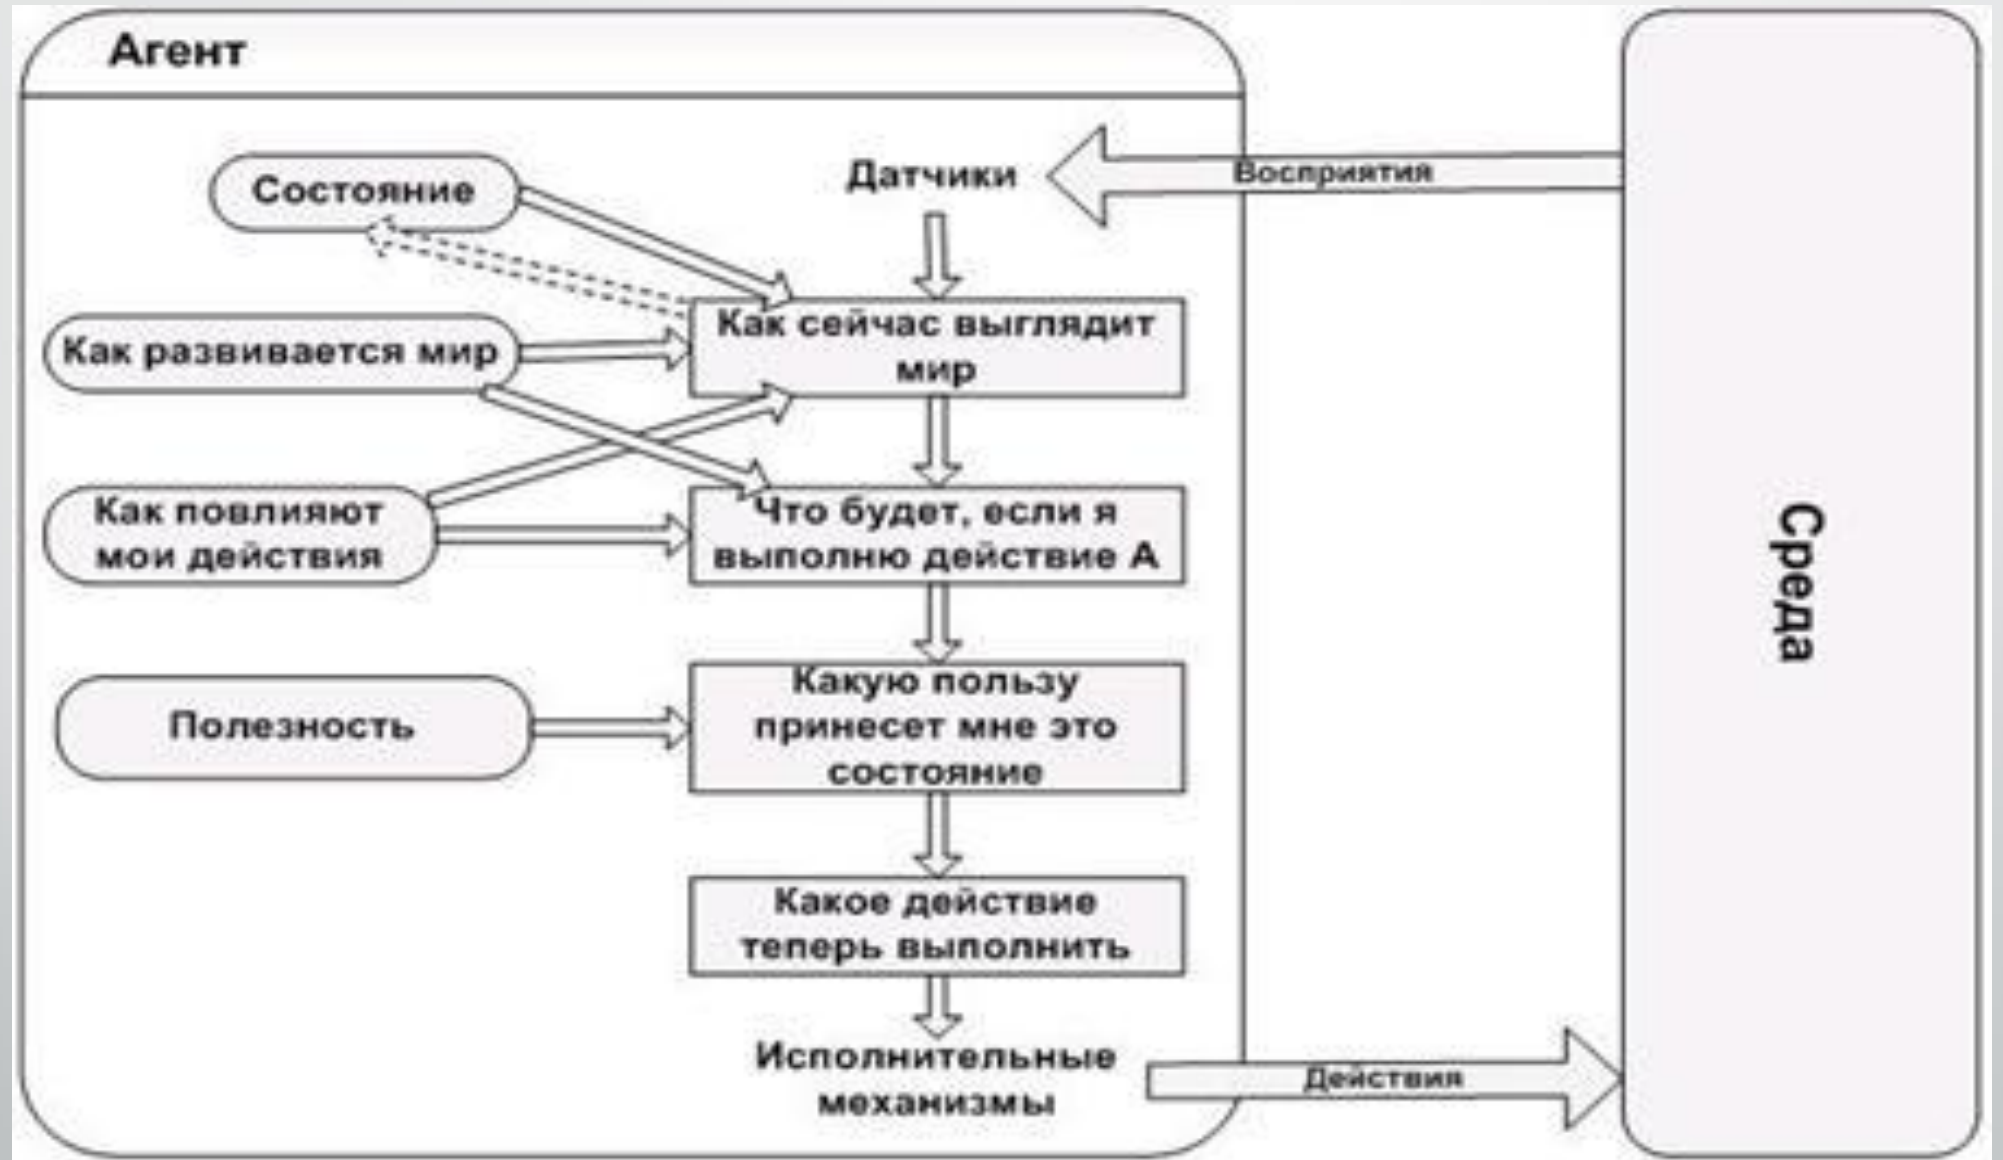 Агент
Состояние
Датчики
Восприятия
Как развивается мир
Как сейчас выглядит
мир
Как повлияют
мои действия
Что будет, если я
выполню действие А
Полезность
Какую пользу
принесет мне это
состояние
Какое действие
теперь выполнить
Исполнительные
механизмы
Действия
Среда